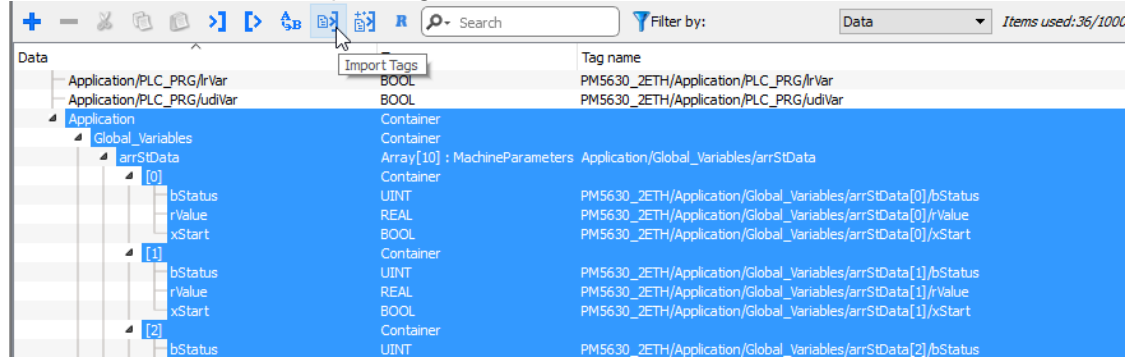 R Search Filter by: Data Items used:36/1000
Data Tag name
Import Tags
Application/PLC_PRG/lrVar BOOL PM5630_2ETH/Application/PLC_PRG/lrVar
Application/PLC_PRG/udiVar BOOL PM5630_2ETH/Application/PLC_PRG/udiVar
Application Container
Global_Variables Container
arrStData Array[10] : MachineParameters Application/Global_Variables/arrStData
[0] Container
bStatus UINT PM5630_2ETH/Application/Global_Variables/arrStData[0]/bStatus
rValue REAL PM5630_2ETH/Application/Global_Variables/arrStData[0]/rValue
xStart BOOL PM5630_2ETH/Application/Global_Variables/arrStData[0]/xStart
[1] Container
bStatus UINT PM5630_2ETH/Application/Global_Variables/arrStData[1]/bStatus
rValue REAL PM5630_2ETH/Application/Global_Variables/arrStData[1]/rValue
xStart BOOL PM5630_2ETH/Application/Global_Variables/arrStData[1]/xStart
[2] Container
bStatus UINT PM5630_2ETH/Application/Global_Variables/arrStData[2]/bStatus